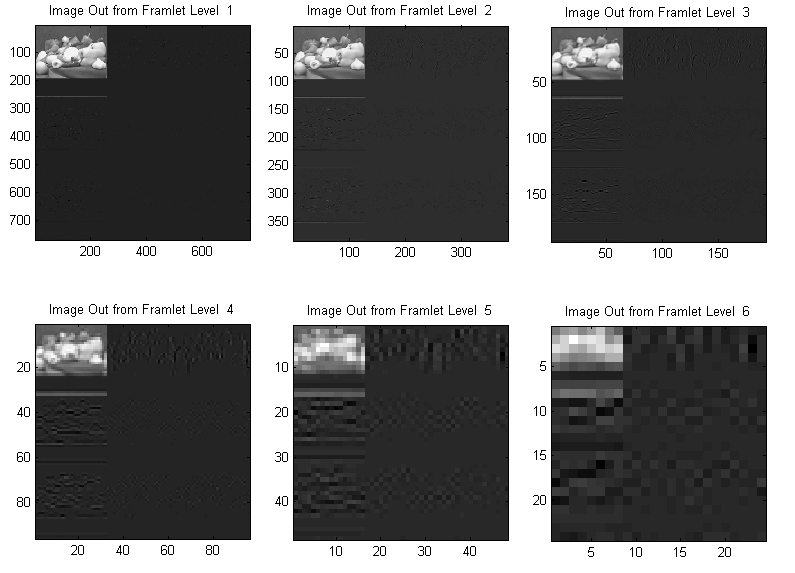 Image Out from Framlet Level 1
100
200
300
400
500
600
700
200 400 600
Image Out from Framlet Level 2
50
100
150
200
250
300
350
100 200 300
Image Out from Framlet Level 3
50
100
150
50 100 150
Image Out from Framlet Level 4
20
40
60
80
20 40 60 80
Image Out from Framlet Level 5
10
20
30
40
10 20 30 40
Image Out from Framlet Level 6
5
10
15
20
5 10 15 20